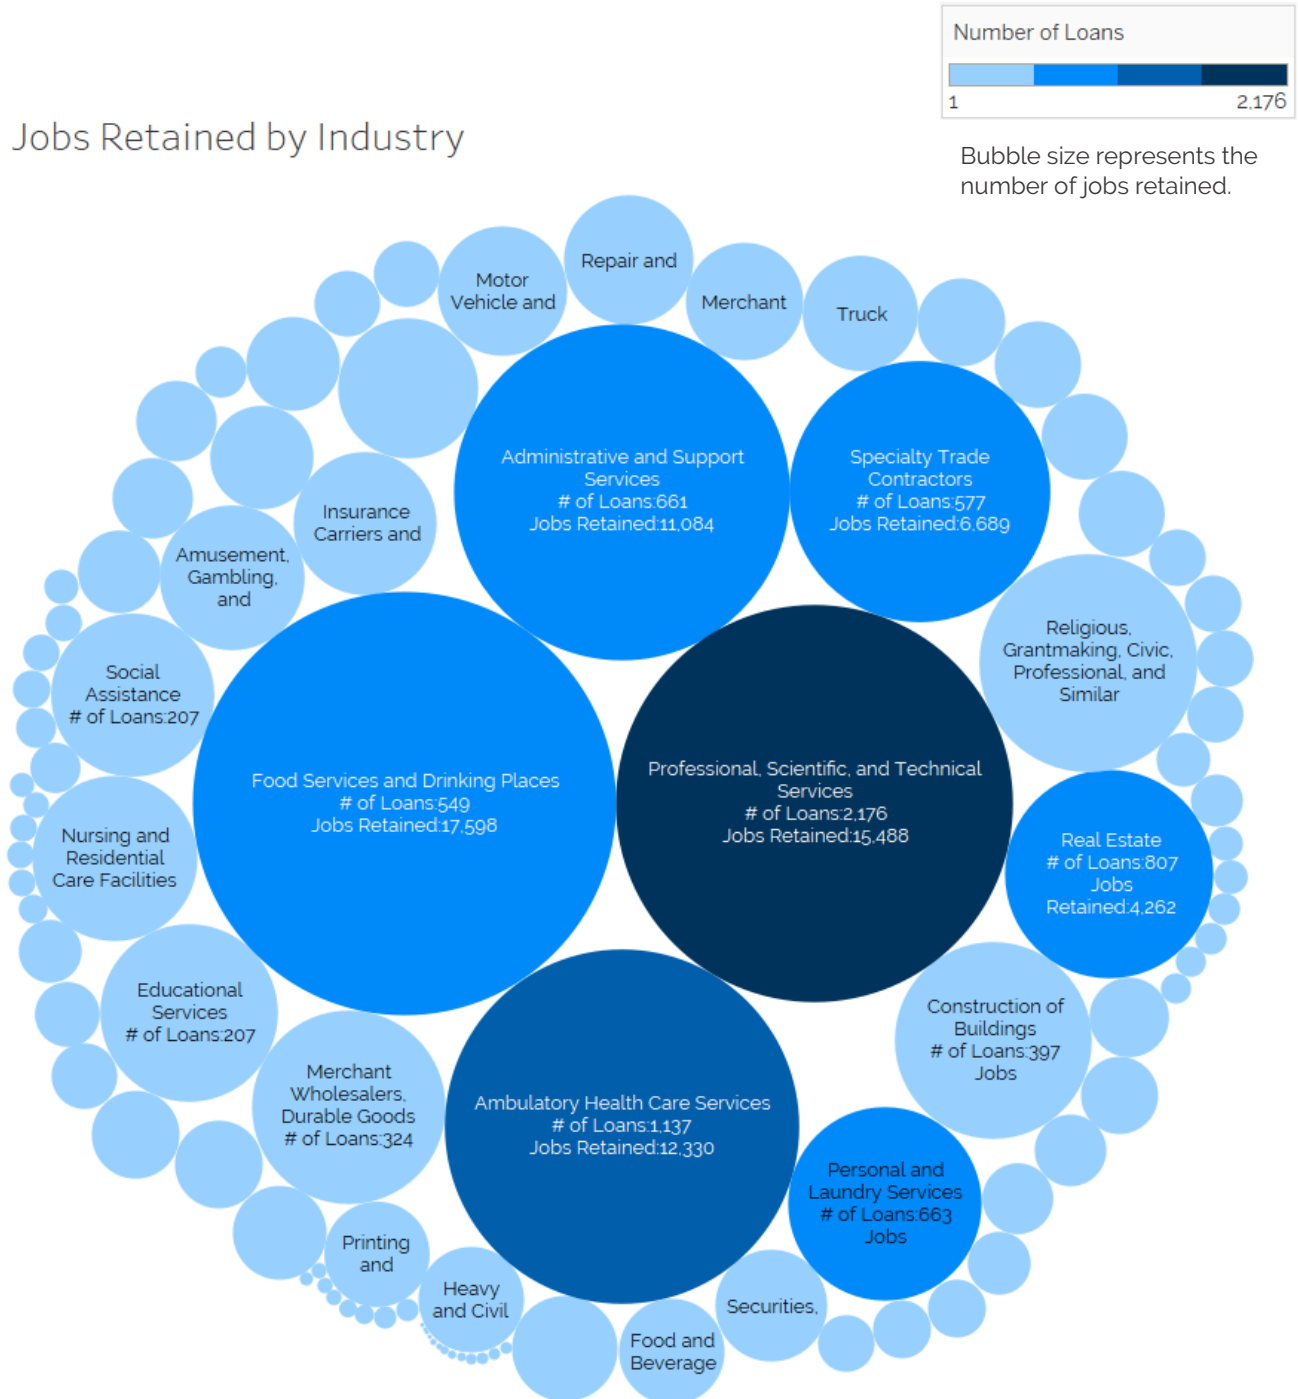 Number of Loans
1
2,176
Jobs Retained by Industry
Bubble size represents the
number of jobs retained.
Repair and
Motor
Vehicle and
Merchant
Truck
Administrative and Support
Services
# of Loans:661
Jobs Retained:11,084
Specialty Trade
Contractors
# of Loans:577
Jobs Retained:6,689
Insurance
Carriers and
Amusement,
Gambling,
and
Religious,
Grantmaking, Civic,
Professional, and
Similar
Social
Assistance
# of Loans:207
Food Services and Drinking Places
# of Loans:549
Jobs Retained:17,598
Professional, Scientific, and Technical
Services
# of Loans:2,176
Jobs Retained:15,488
Nursing and
Residential
Care Facilities
Real Estate
# of Loans:807
Jobs
Retained:4,262
Educational
Services
# of Loans:207
Construction of
Buildings
# of Loans:397
Jobs
Merchant
Wholesalers,
Durable Goods
# of Loans:324
Ambulatory Health Care Services
# of Loans:1,137
Jobs Retained:12,330
Personal and
Laundry Services
# of Loans:663
Jobs
Printing
and
Heavy
and Civil
Securities,
Food and
Beverage